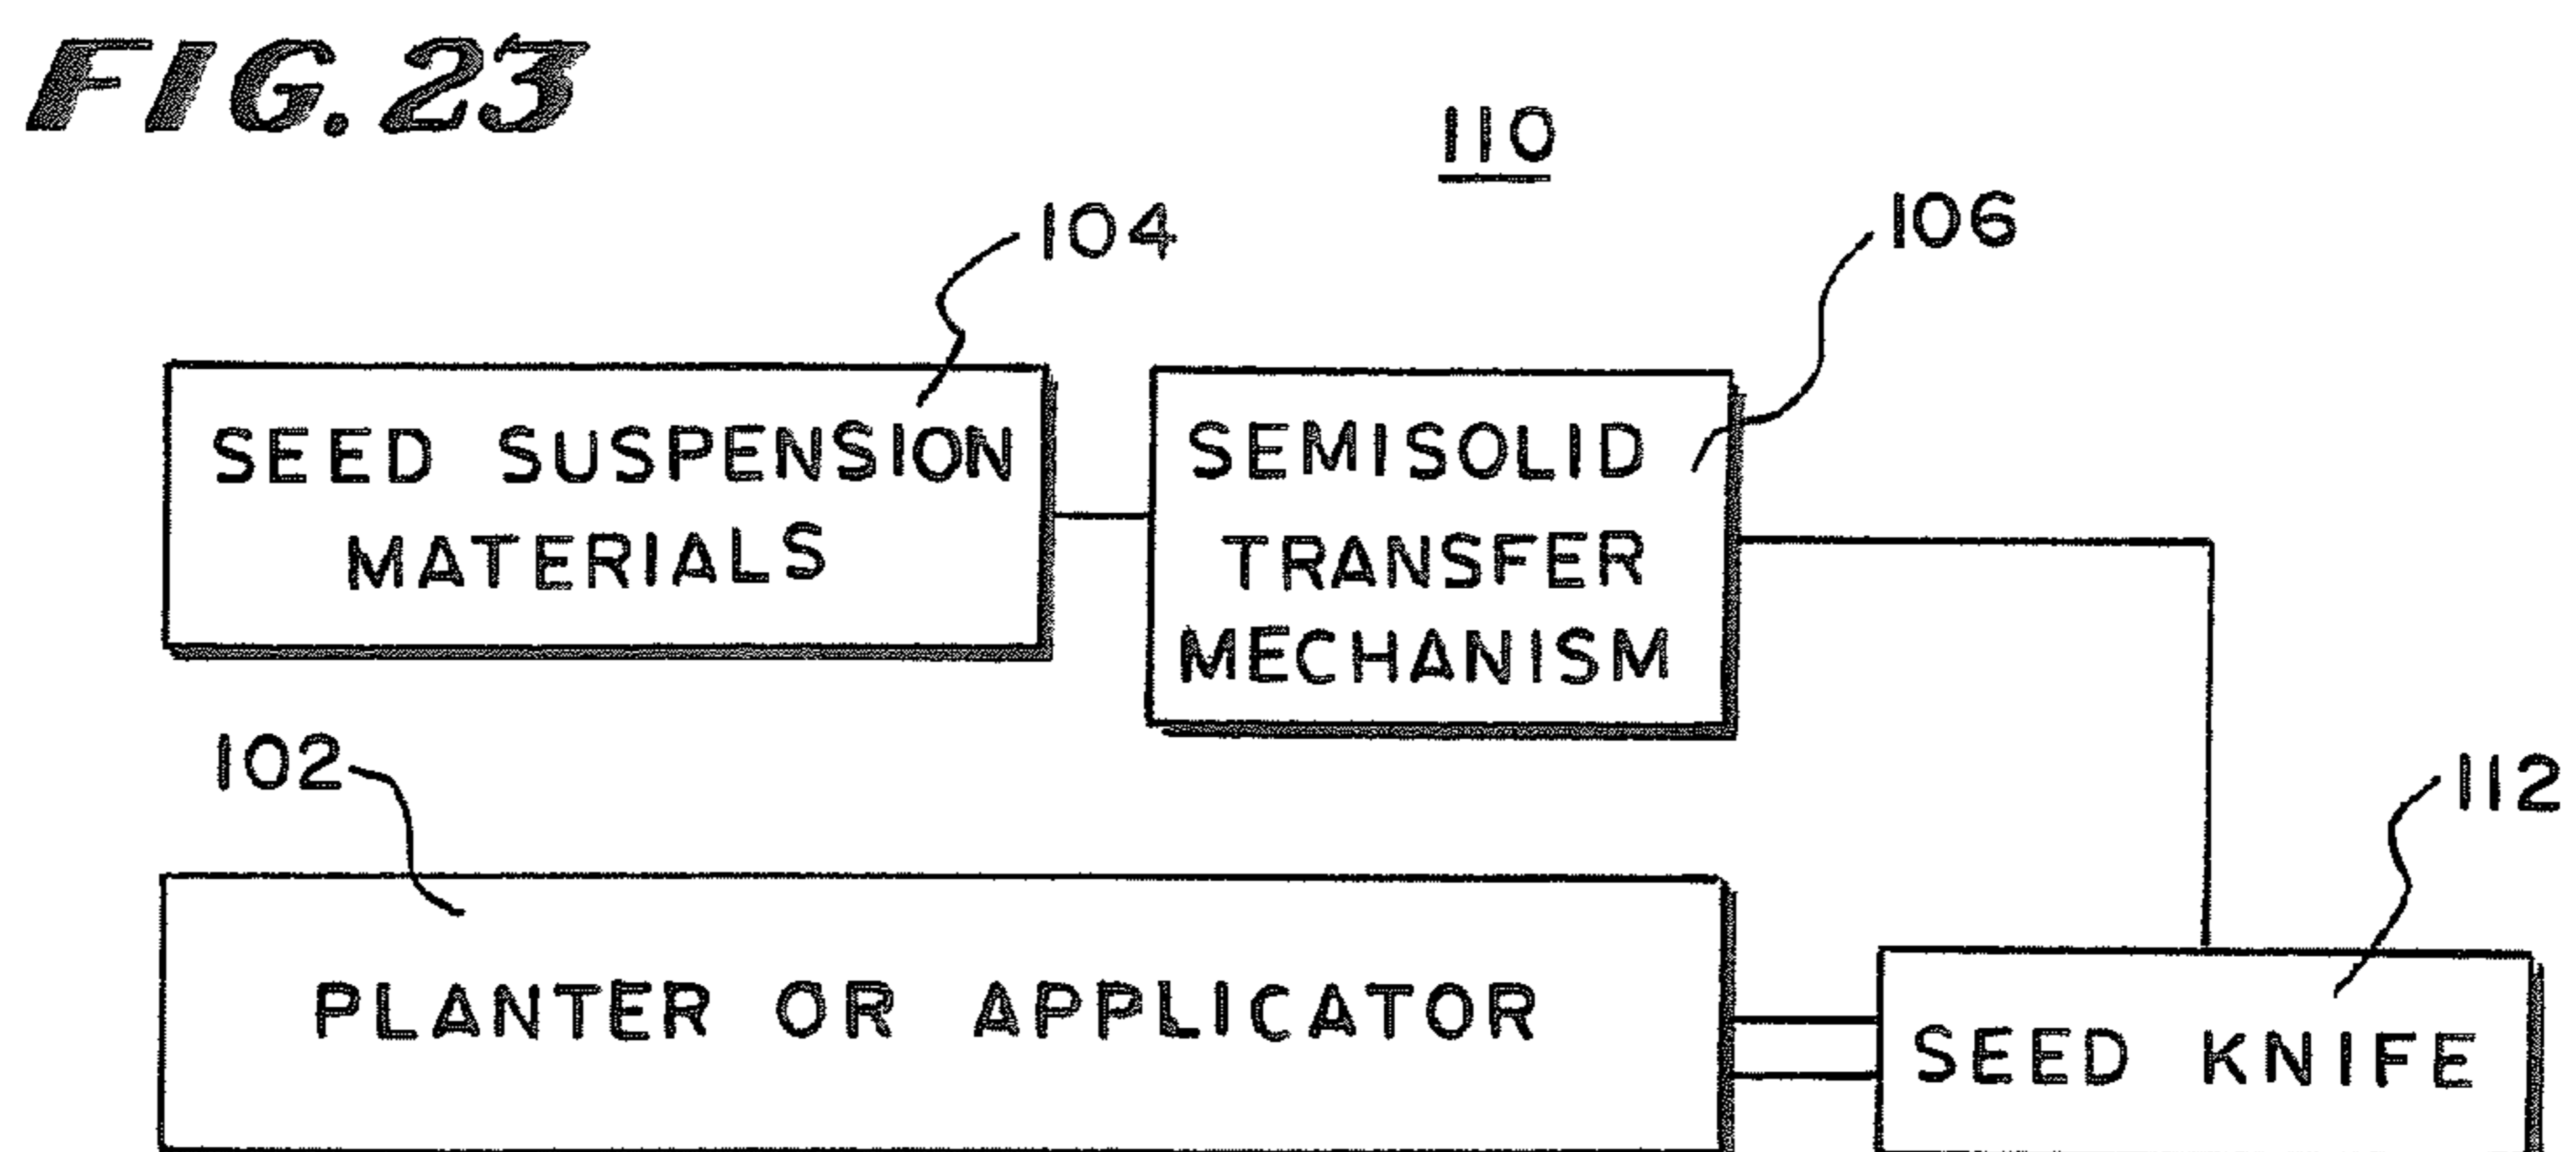 FIG. 23
110
104
106
SEED SUSPENSION
MATERIALS
SEMISOLID
TRANSFER
MECHANISM
102
112
PLANTER OR APPLICATOR
SEED KNIFE